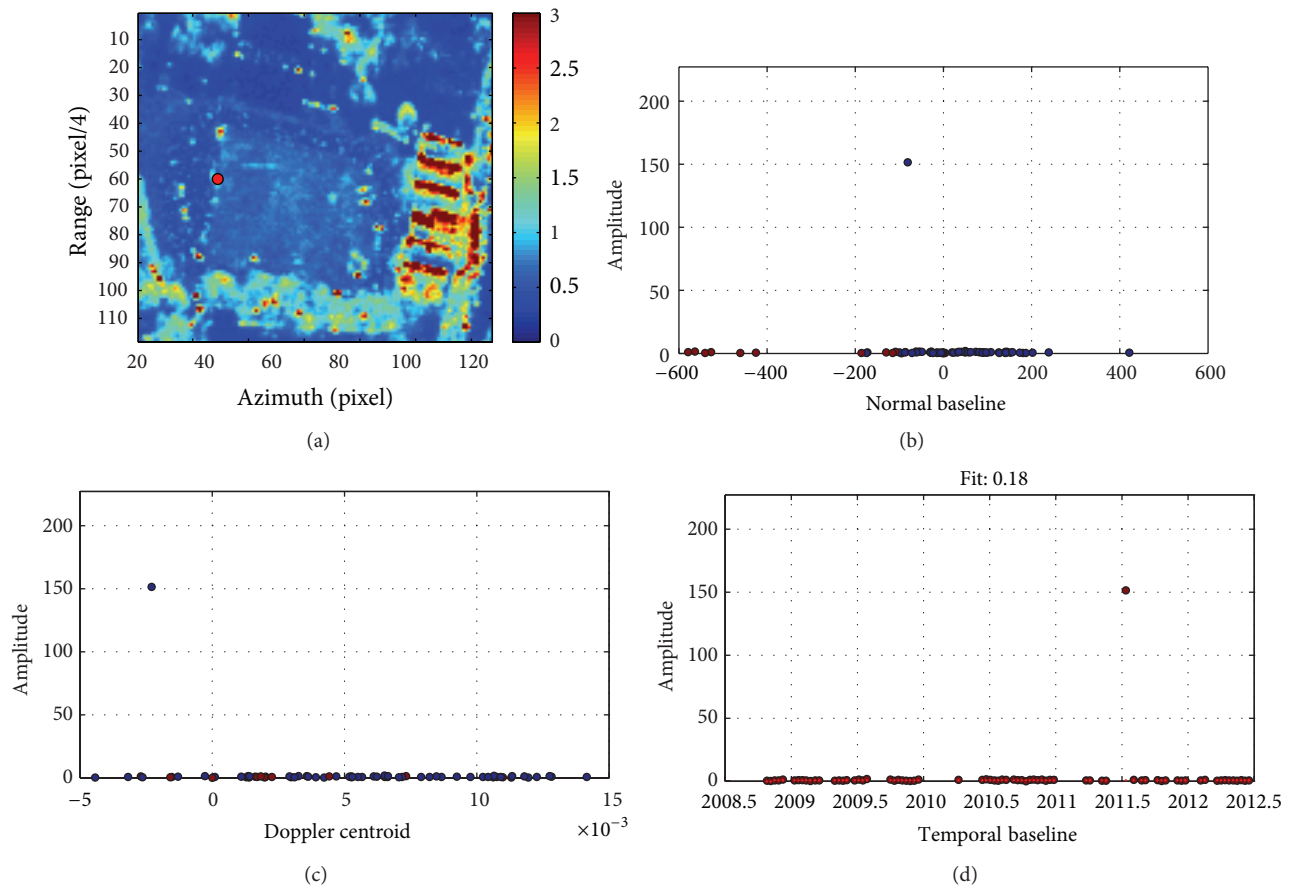 10
20
30
40
50
60
70
80
90
100
110
Range (pixel/4)
20 40 60 80 100 120
Azimuth (pixel)
3
2.5
2
1.5
1
0.5
0
(a)
200
150
100
50
0
Amplitude
−600 −400 −200 0 200 400 600
Normal baseline
(b)
200
150
100
50
0
Amplitude
−5 0 5 10 15
×10−3
Doppler centroid
(c)
Fit: 0.18
200
150
100
50
0
Amplitude
2008.5 2009 2009.5 2010 2010.5 2011 2011.5 2012 2012.5
Temporal baseline
(d)